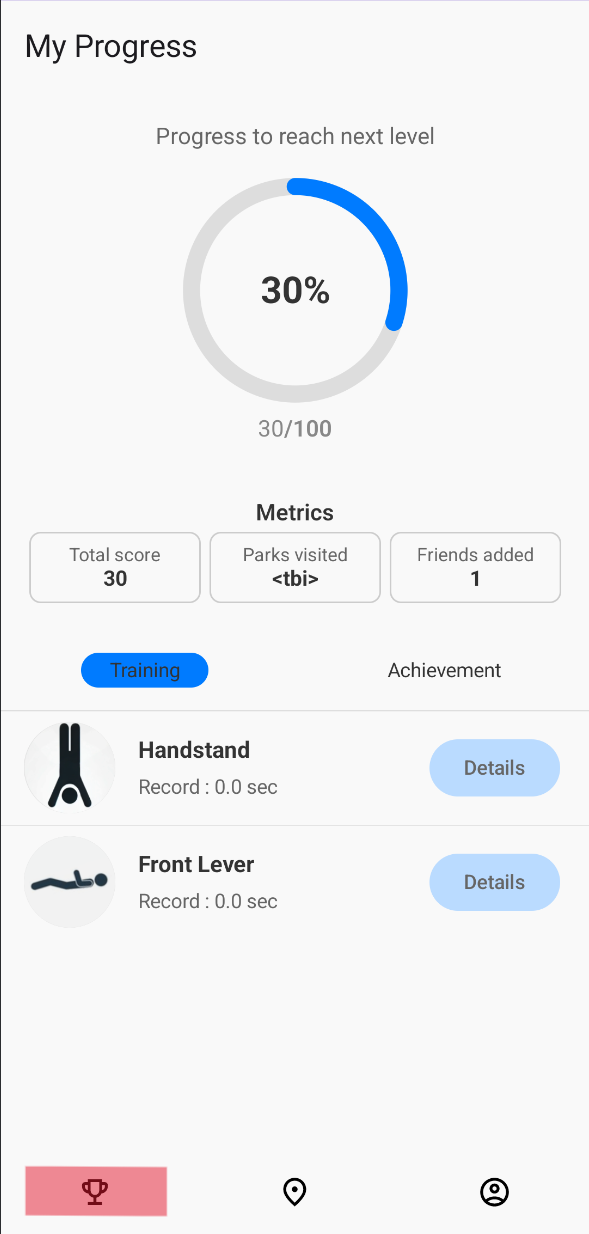 My Progress
Progress to reach next level
30%
30/100
Metrics
Total score
30
Parks visited
<tbi>
Friends added
1
Training
Achievement
Handstand
Record : 0.0 sec
Details
Front Lever
Record : 0.0 sec
Details